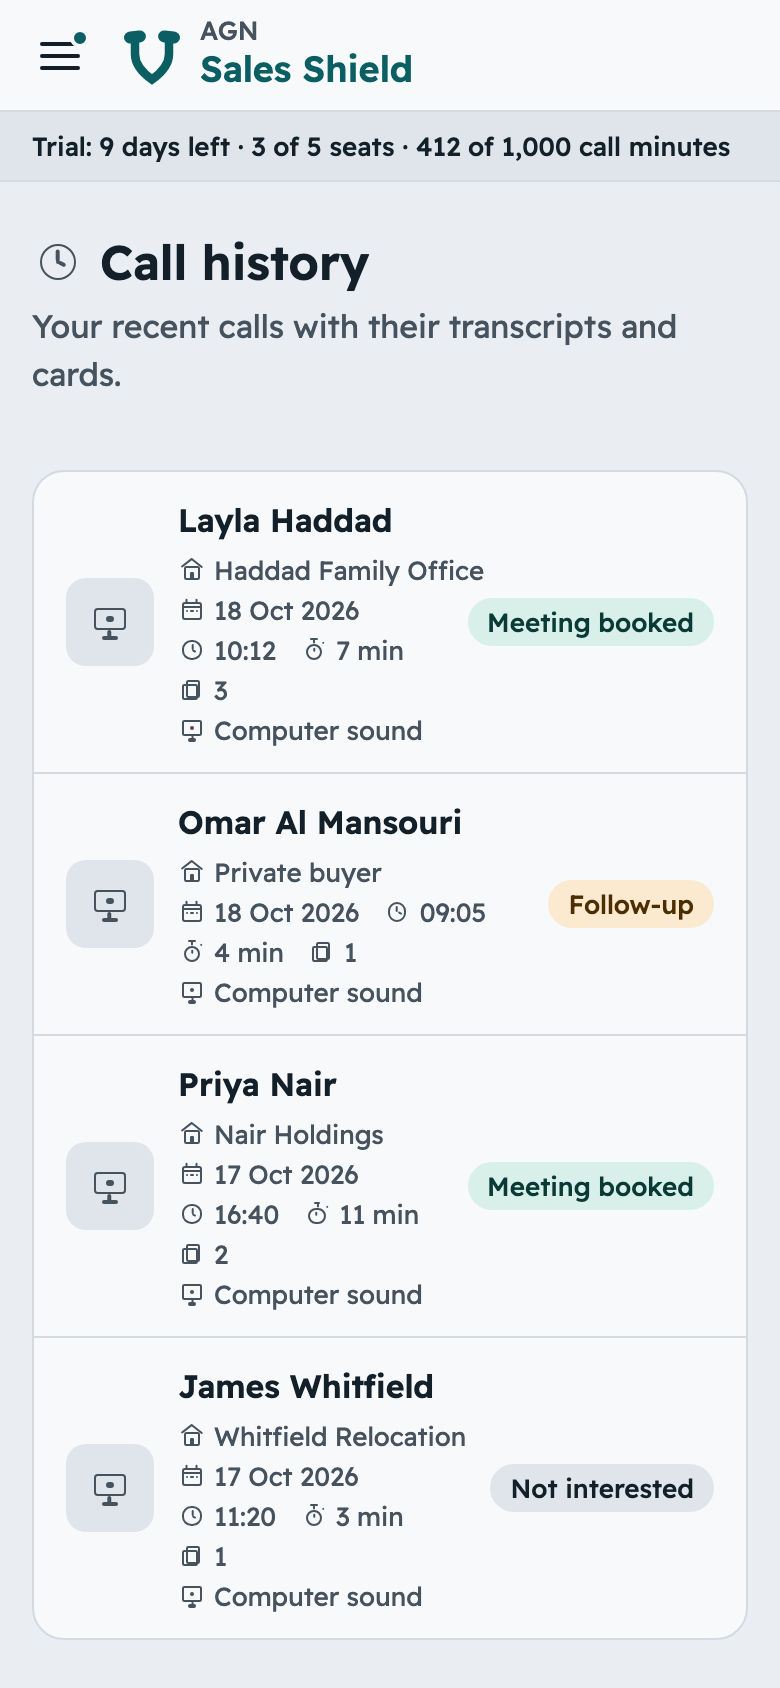 AGN
Sales Shield
Trial: 9 days left · 3 of 5 seats · 412 of 1,000 call minutes
Call history
Your recent calls with their transcripts and
cards.
Layla Haddad
Haddad Family Office
18 Oct 2026
Meeting booked
10:12 7 min
3
Computer sound
Omar Al Mansouri
Private buyer
18 Oct 2026 09:05
Follow-up
4 min 1
Computer sound
Priya Nair
Nair Holdings
17 Oct 2026
Meeting booked
16:40 11 min
2
Computer sound
James Whitfield
Whitfield Relocation
17 Oct 2026
Not interested
11:20 3 min
1
Computer sound